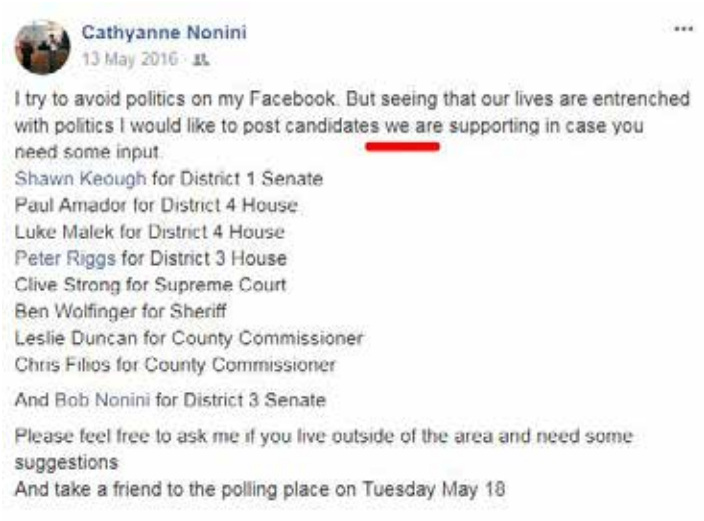 Cathyanne Nonini
13 May 2016
I try to avoid politics on my Facebook. But seeing that our lives are entrenched
with politics I would like to post candidates we are supporting in case you
need some input.
Shawn Keough for District 1 Senate
Paul Amador for District 4 House
Luke Malek for District 4 House
Peter Riggs for District 3 House
Clive Strong for Supreme Court
Ben Wolfinger for Sheriff
Leslie Duncan for County Commissioner
Chris Filios for County Commissioner
And Bob Nonini for District 3 Senate
Please feel free to ask me if you live outside of the area and need some
suggestions
And take a friend to the polling place on Tuesday May 18